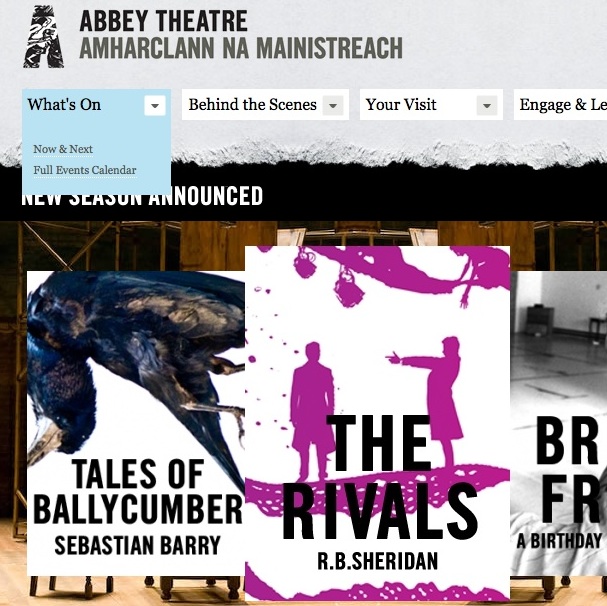 ABBEY THEATRE
AMHARCLANN NA MAINISTREACH
What's On
Behind the Scenes
Your Visit
Engage & Le
Now & Next
Full Events Calendar
NEW SEASON ANNOUNCED
TALES OF
BALLYCUMBER
SEBASTIAN BARRY
THE
RIVALS
R.B.SHERIDAN
BR
FR
A BIRTHDAY